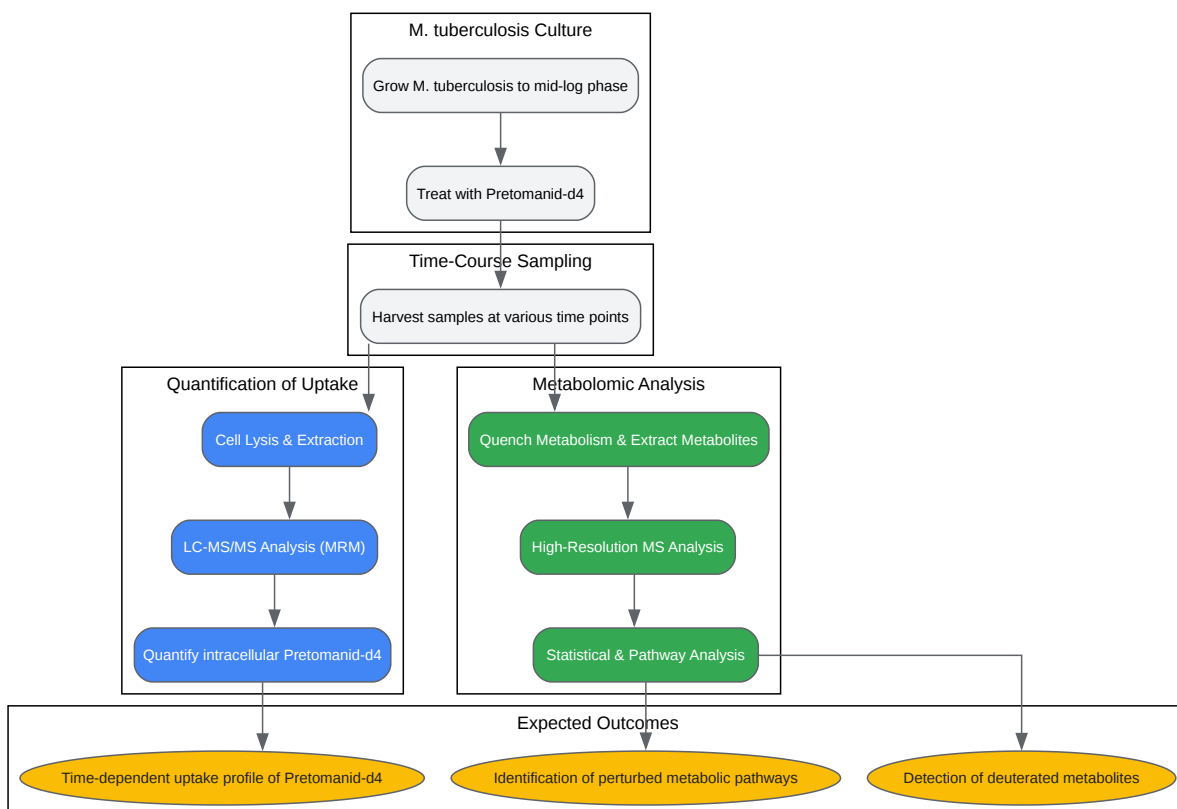 M. tuberculosis Culture
Grow M. tuberculosis to mid-log phase
Treat with Pretomanid-d4
Time-Course Sampling
Harvest samples at various time points
Quantification of Uptake
Cell Lysis & Extraction
LC-MS/MS Analysis (MRM)
Quantify intracellular Pretomanid-d4
Metabolomic Analysis
Quench Metabolism & Extract Metabolites
High-Resolution MS Analysis
Statistical & Pathway Analysis
Expected Outcomes
Time-dependent uptake profile of Pretomanid-d4
Identification of perturbed metabolic pathways
Detection of deuterated metabolites